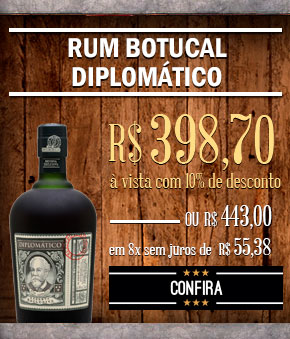 RUM BOTUCAL
DIPLOMÁTICO
R$ 398,70
à vista com 10% de desconto
OU R$ 443,00
em 8x sem juros de R$ 55,38
DIPLOMÁTICO
CONFIRA